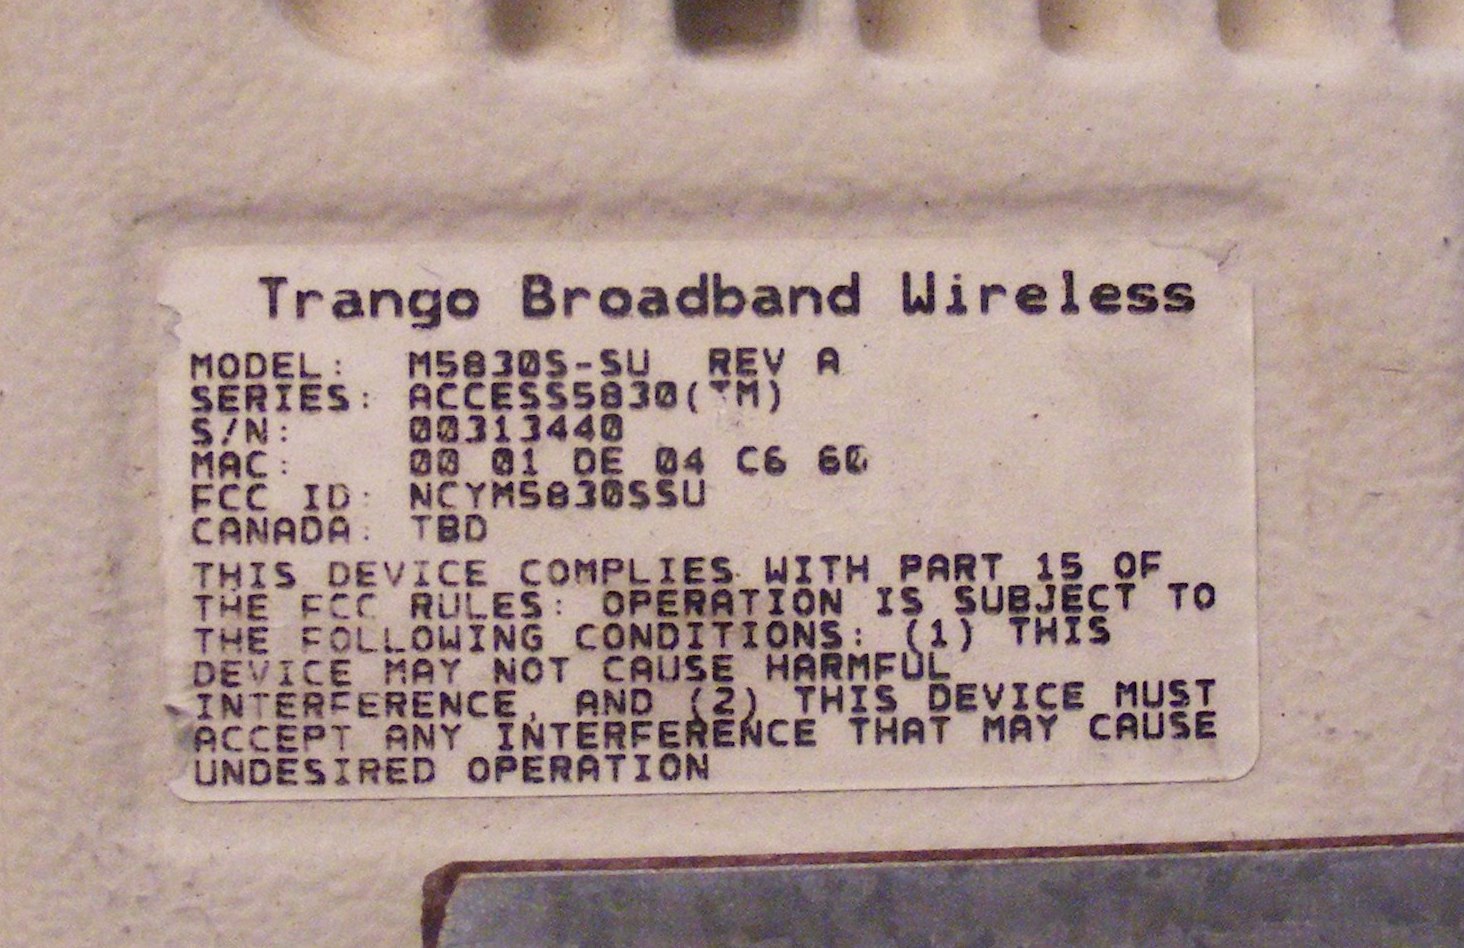 Trango Broadband Wireless
MODEL: M5830S-SU REV A
SERIES: ACCESS5830(TM)
S/N: 00313440
MAC: 00 01 DE 04 C6 60
FCC ID: NCYM5830SSU
CANADA: TBD
THIS DEVICE COMPLIES WITH PART 15 OF
THE FCC RULES: OPERATION IS SUBJECT TO
THE FOLLOWING CONDITIONS: (1) THIS
DEVICE MAY NOT CAUSE HARMFUL
INTERFERENCE, AND (2) THIS DEVICE MUST
ACCEPT ANY INTERFERENCE THAT MAY CAUSE
UNDESIRED OPERATION